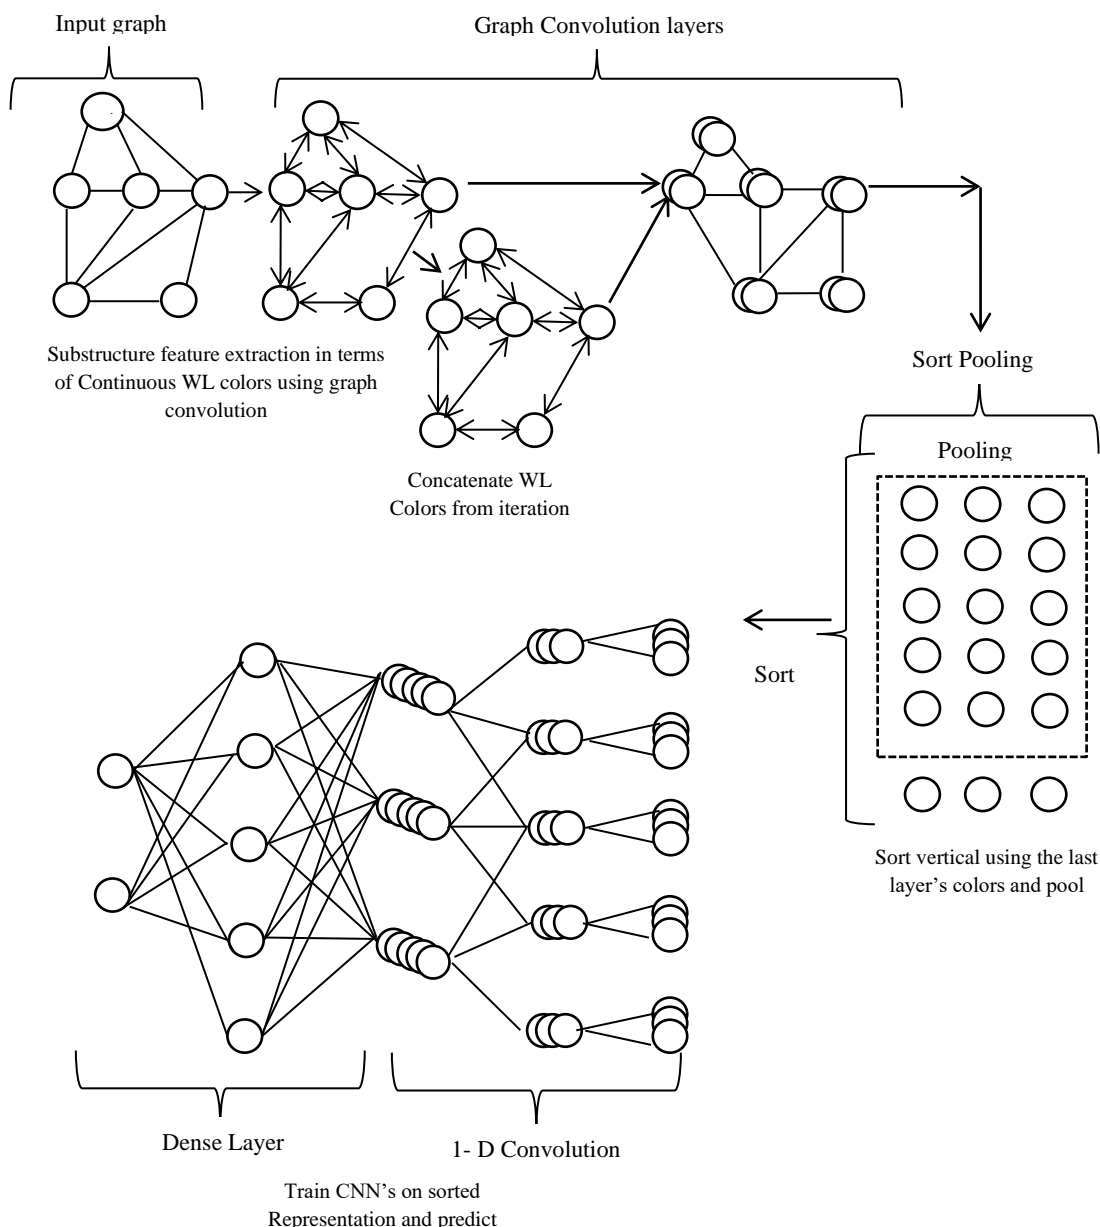 Input graph
Graph Convolution layers
Substructure feature extraction in terms
of Continuous WL colors using graph
convolution
Concatenate WL
Colors from iteration
Sort Pooling
Pooling
Sort
Sort vertical using the last
layer’s colors and pool
Dense Layer
1- D Convolution
Train CNN’s on sorted
Representation and predict